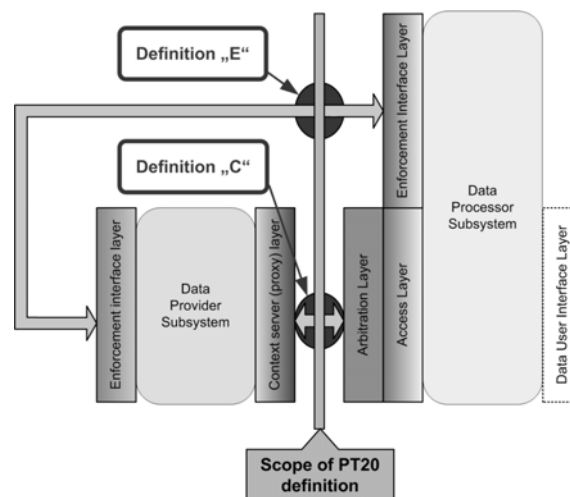 Definition „E“
Definition „C“
Enforcement Interface Layer
Data
Processor
Subsystem
Enforcement interface layer
Data
Provider
Subsystem
Context server (proxy) layer
Arbitration Layer
Access Layer
Data User Interface Layer
Scope of PT20
definition